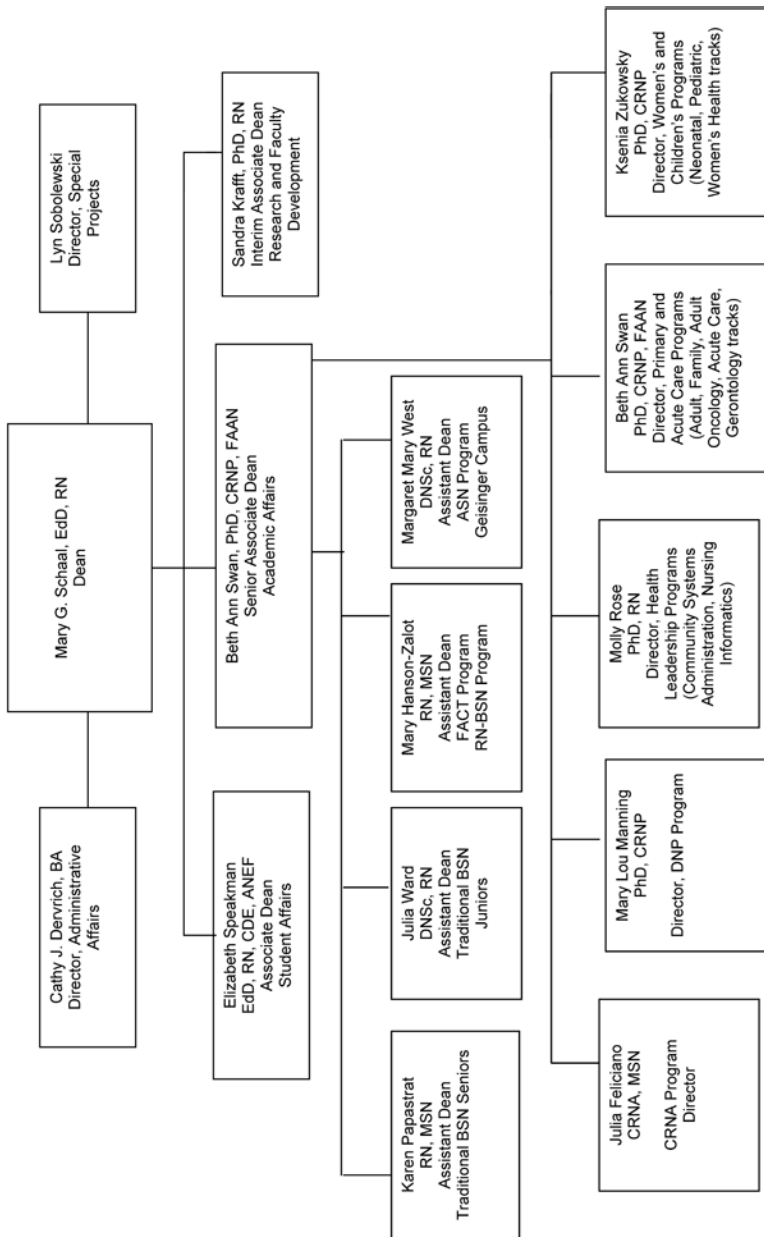 Cathy J. Dervrich, BA
Director, Administrative
Affairs
Mary G. Schaal, EdD, RN
Dean
Lyn Sobolewski
Director, Special
Projects
Elizabeth Speakman
EdD, RN, CDE, ANEF
Associate Dean
Student Affairs
Beth Ann Swan, PhD, CRNP, FAAN
Senior Associate Dean
Academic Affairs
Sandra Krafft, PhD, RN
Interim Associate Dean
Research and Faculty
Development
Karen Papastrat
RN, MSN
Assistant Dean
Traditional BSN Seniors
Julia Ward
DNSc, RN
Assistant Dean
Traditional BSN
Juniors
Mary Hanson-Zalot
RN, MSN
Assistant Dean
FACT Program
RN-BSN Program
Margaret Mary West
DNSc, RN
Assistant Dean
ASN Program
Geisinger Campus
Julia Feliciano
CRNA, MSN
CRNA Program
Director
Mary Lou Manning
PhD, CRNP
Director, DNP Program
Molly Rose
PhD, RN
Director, Health
Leadership Programs
(Community Systems
Administration, Nursing
Informatics)
Beth Ann Swan
PhD, CRNP, FAAN
Director, Primary and
Acute Care Programs
(Adult, Family, Adult
Oncology, Acute Care,
Gerontology tracks)
Ksenia Zukowsky
PhD, CRNP
Director, Women's and
Children's Programs
(Neonatal, Pediatric,
Women's Health tracks)